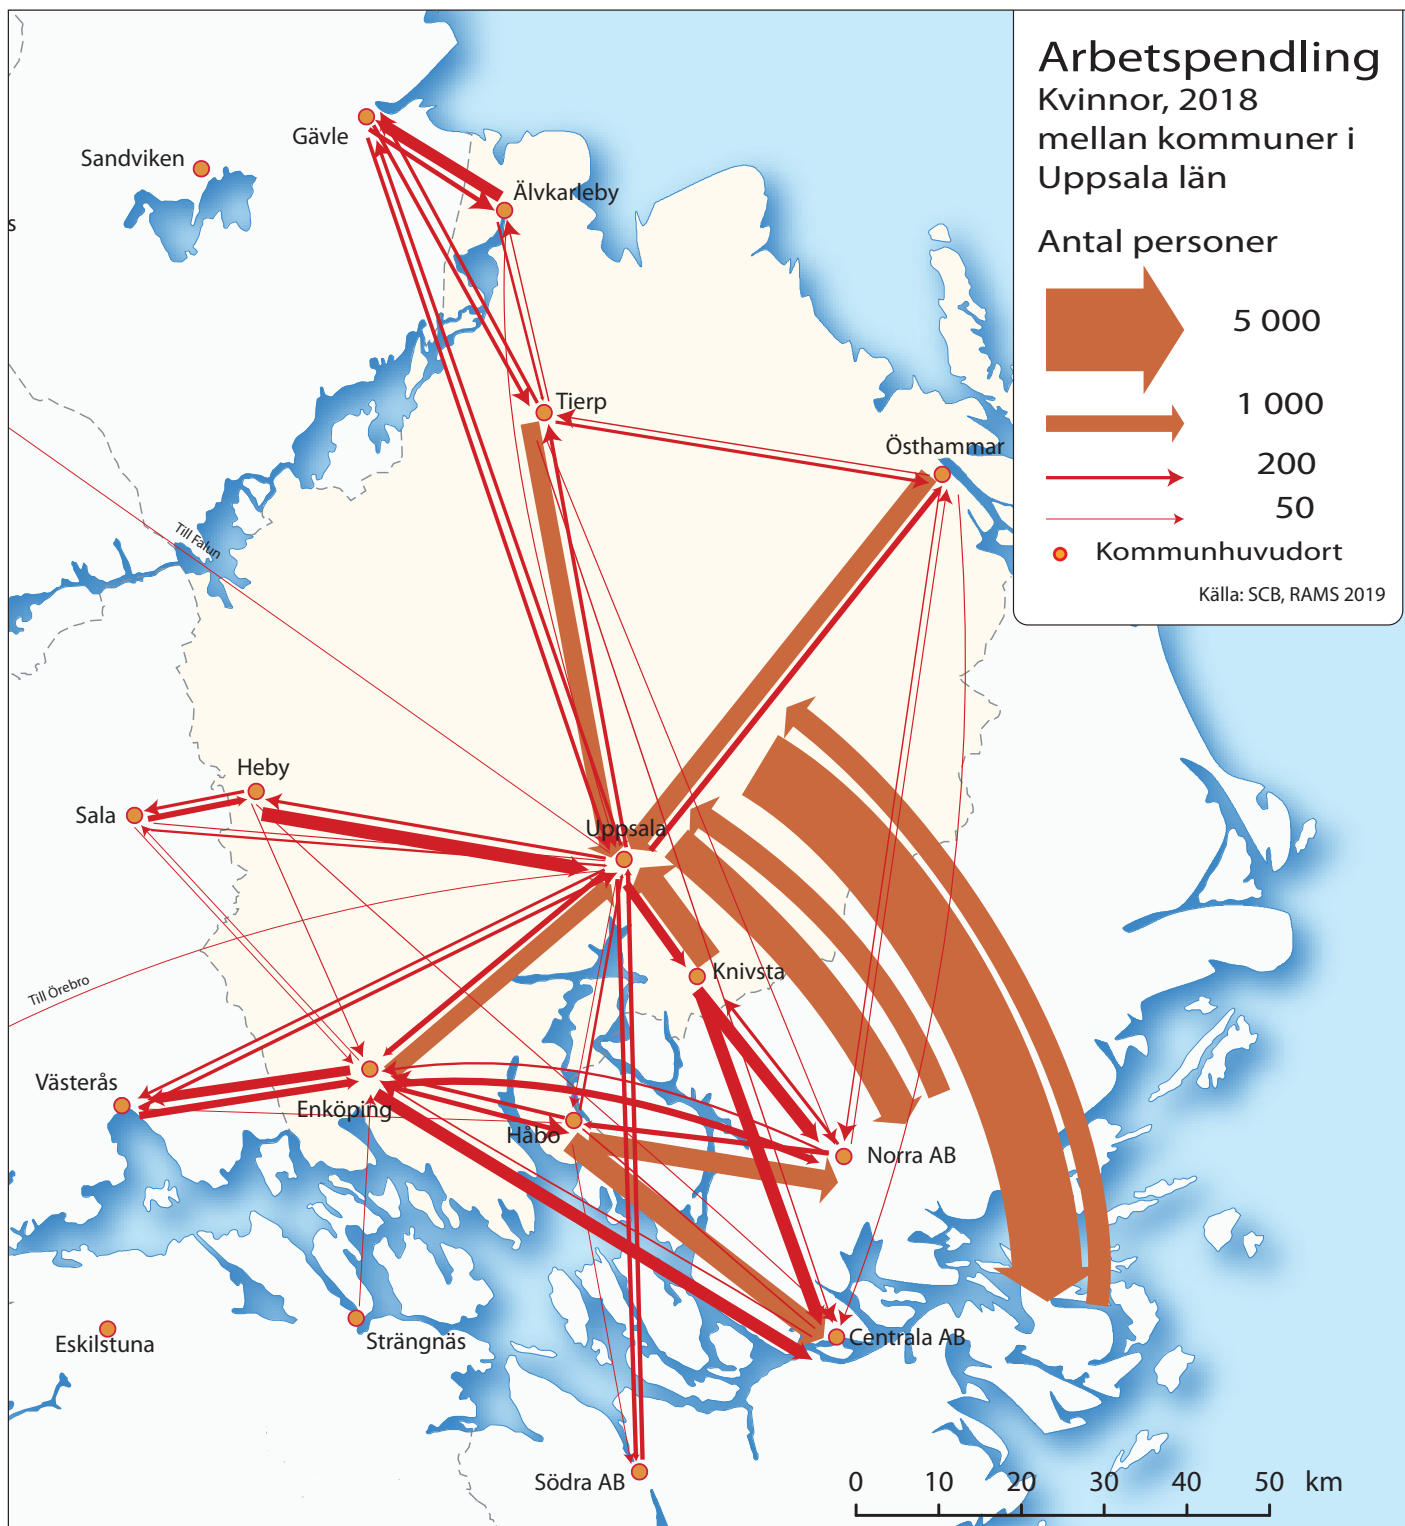 Arbetspendling
Kvinnor, 2018
mellan kommuner i
Uppsala län
Antal personer
5 000
1 000
200
50
Kommunhuvudort
Källa: SCB, RAMS 2019
Gävle
Sandviken
Älvkarleby
s
Tierp
Östhammar
Till Falun
Heby
Sala
Uppsala
Knivsta
Till Örebro
Västerås
Enköping
Håbo
Norra AB
Eskilstuna
Strängnäs
Centrala AB
Södra AB
0 10 20 30 40 50 km